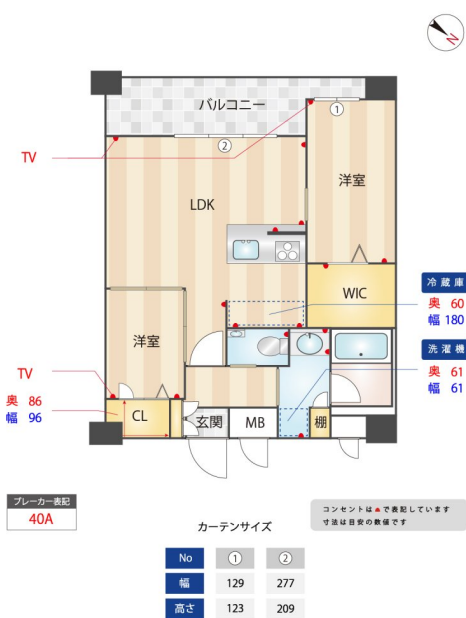 N
バルコニー
①
②
TV
洋室
LDK
冷蔵庫
奥 60
幅 180
WIC
洋室
洗濯機
奥 61
幅 61
TV
奥 86
幅 96
CL
玄関
MB
棚
ブレーカー表記
40A
コンセントは で表記しています
寸法は目安の数値です
カーテンサイズ
No ① ②
幅 129 277
高さ 123 209